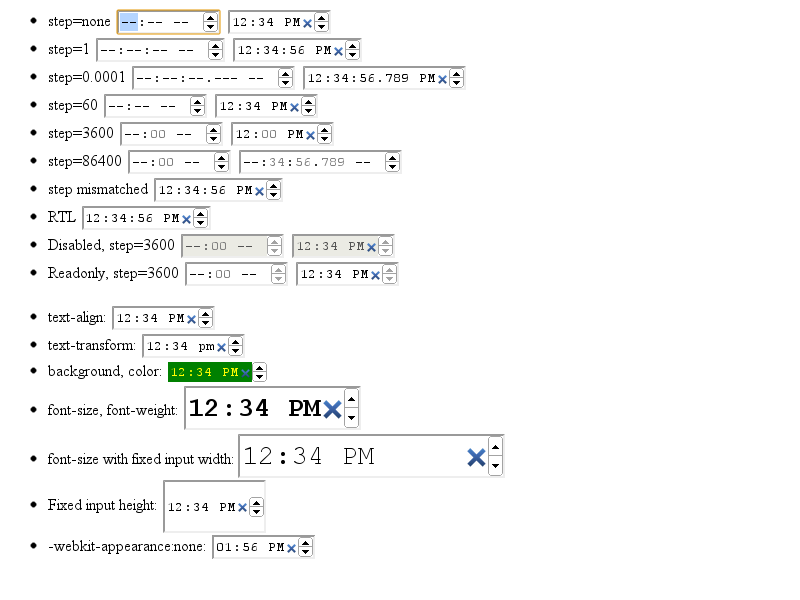 step=none --:-- -- 12:34 PM
step=1 --:--:-- -- 12:34:56 PM
step=0.0001 --:--:--.--- -- 12:34:56.789 PM
step=60 --:-- -- 12:34 PM
step=3600 --:00 -- 12:00 PM
step=86400 --:00 -- --:34:56.789 --
step mismatched 12:34:56 PM
RTL 12:34:56 PM
Disabled, step=3600 --:00 -- 12:34 PM
Readonly, step=3600 --:00 -- 12:34 PM
text-align: 12:34 PM
text-transform: 12:34 pm
background, color: 12:34 PM
font-size, font-weight: 12:34 PM
font-size with fixed input width: 12:34 PM
Fixed input height: 12:34 PM
-webkit-appearance:none: 01:56 PM